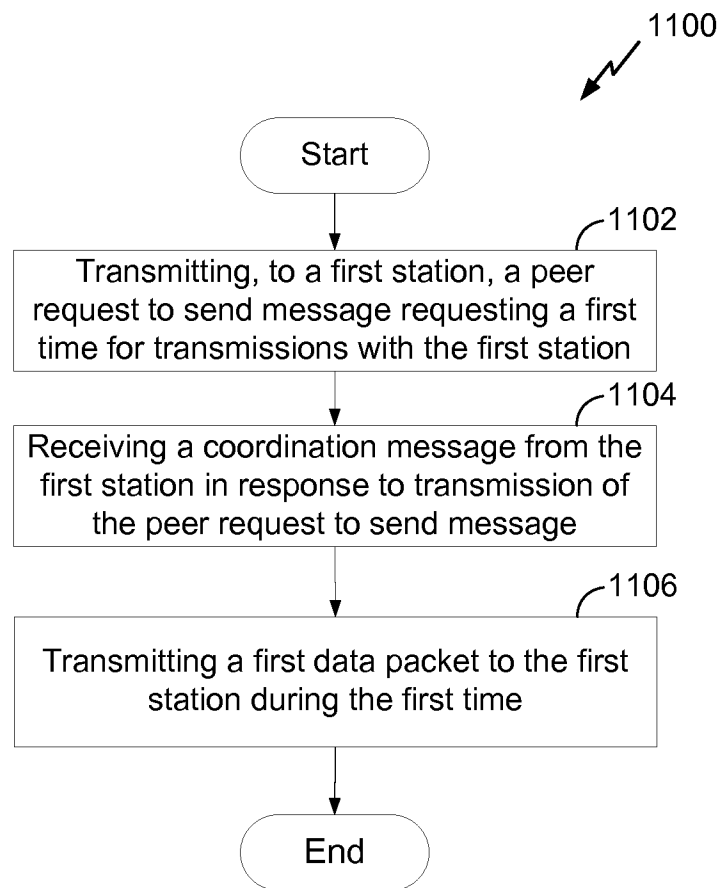 1100
Start
1102
Transmitting, to a first station, a peer
request to send message requesting a first
time for transmissions with the first station
1104
Receiving a coordination message from the
first station in response to transmission of
the peer request to send message
1106
Transmitting a first data packet to the first
station during the first time
End